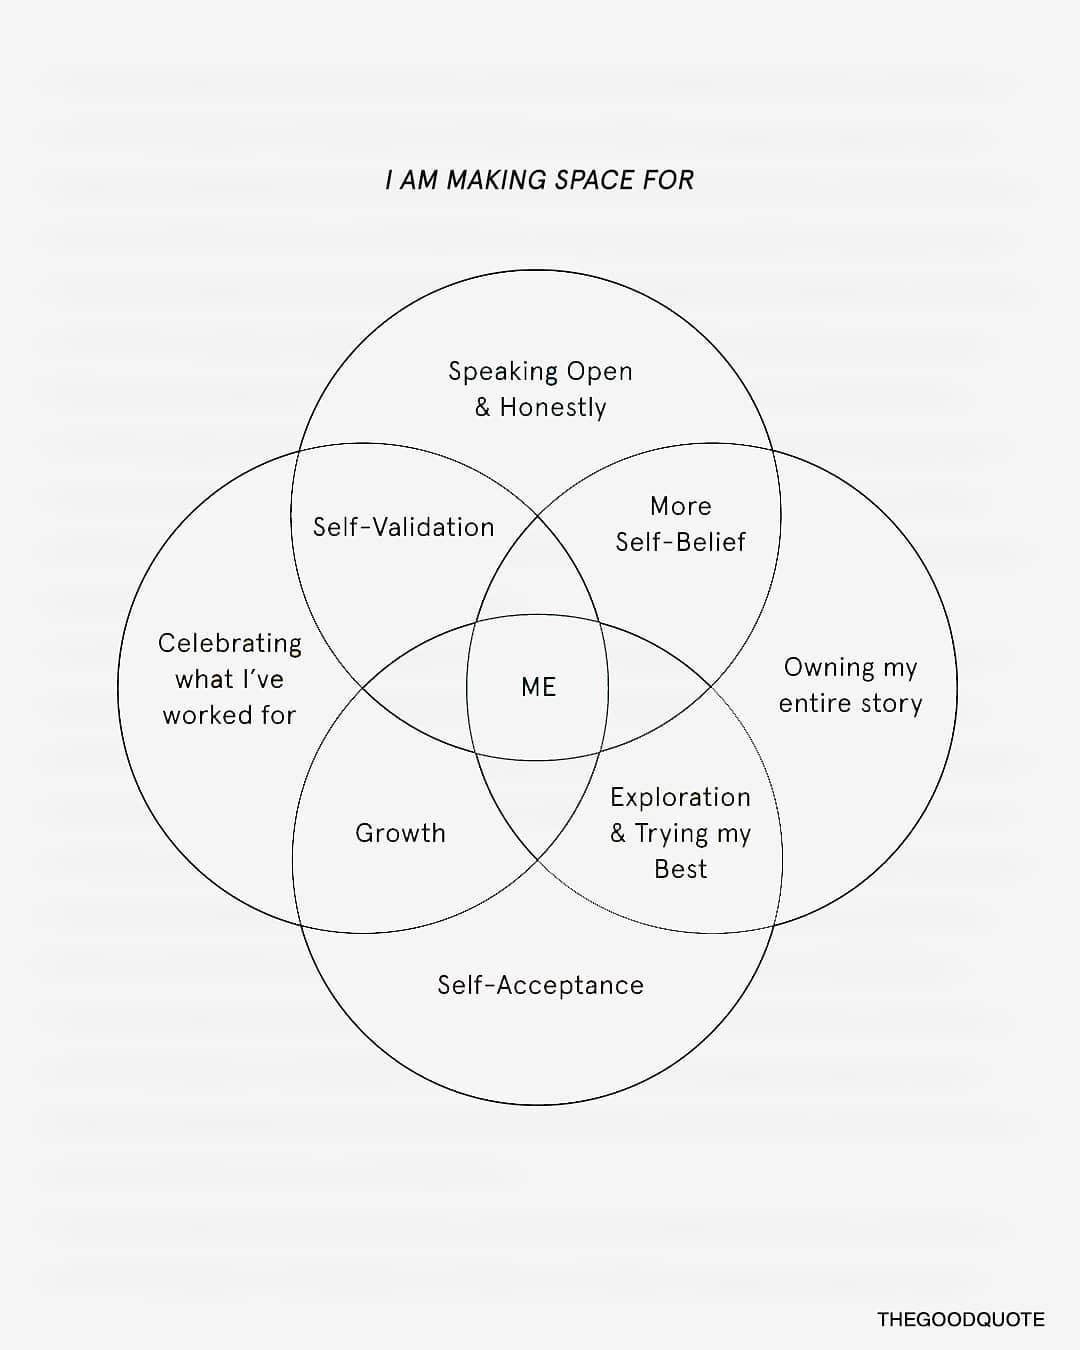 I AM MAKING SPACE FOR
Speaking Open
& Honestly
Self-Validation
More
Self-Belief
Celebrating
what I've
worked for
ME
Owning my
entire story
Growth
Exploration
& Trying my
Best
Self-Acceptance
THEGOODQUOTE